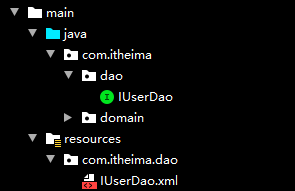 main
java
com.itheima
dao
IUserDao
domain
resources
com.itheima.dao
IUserDao.xml